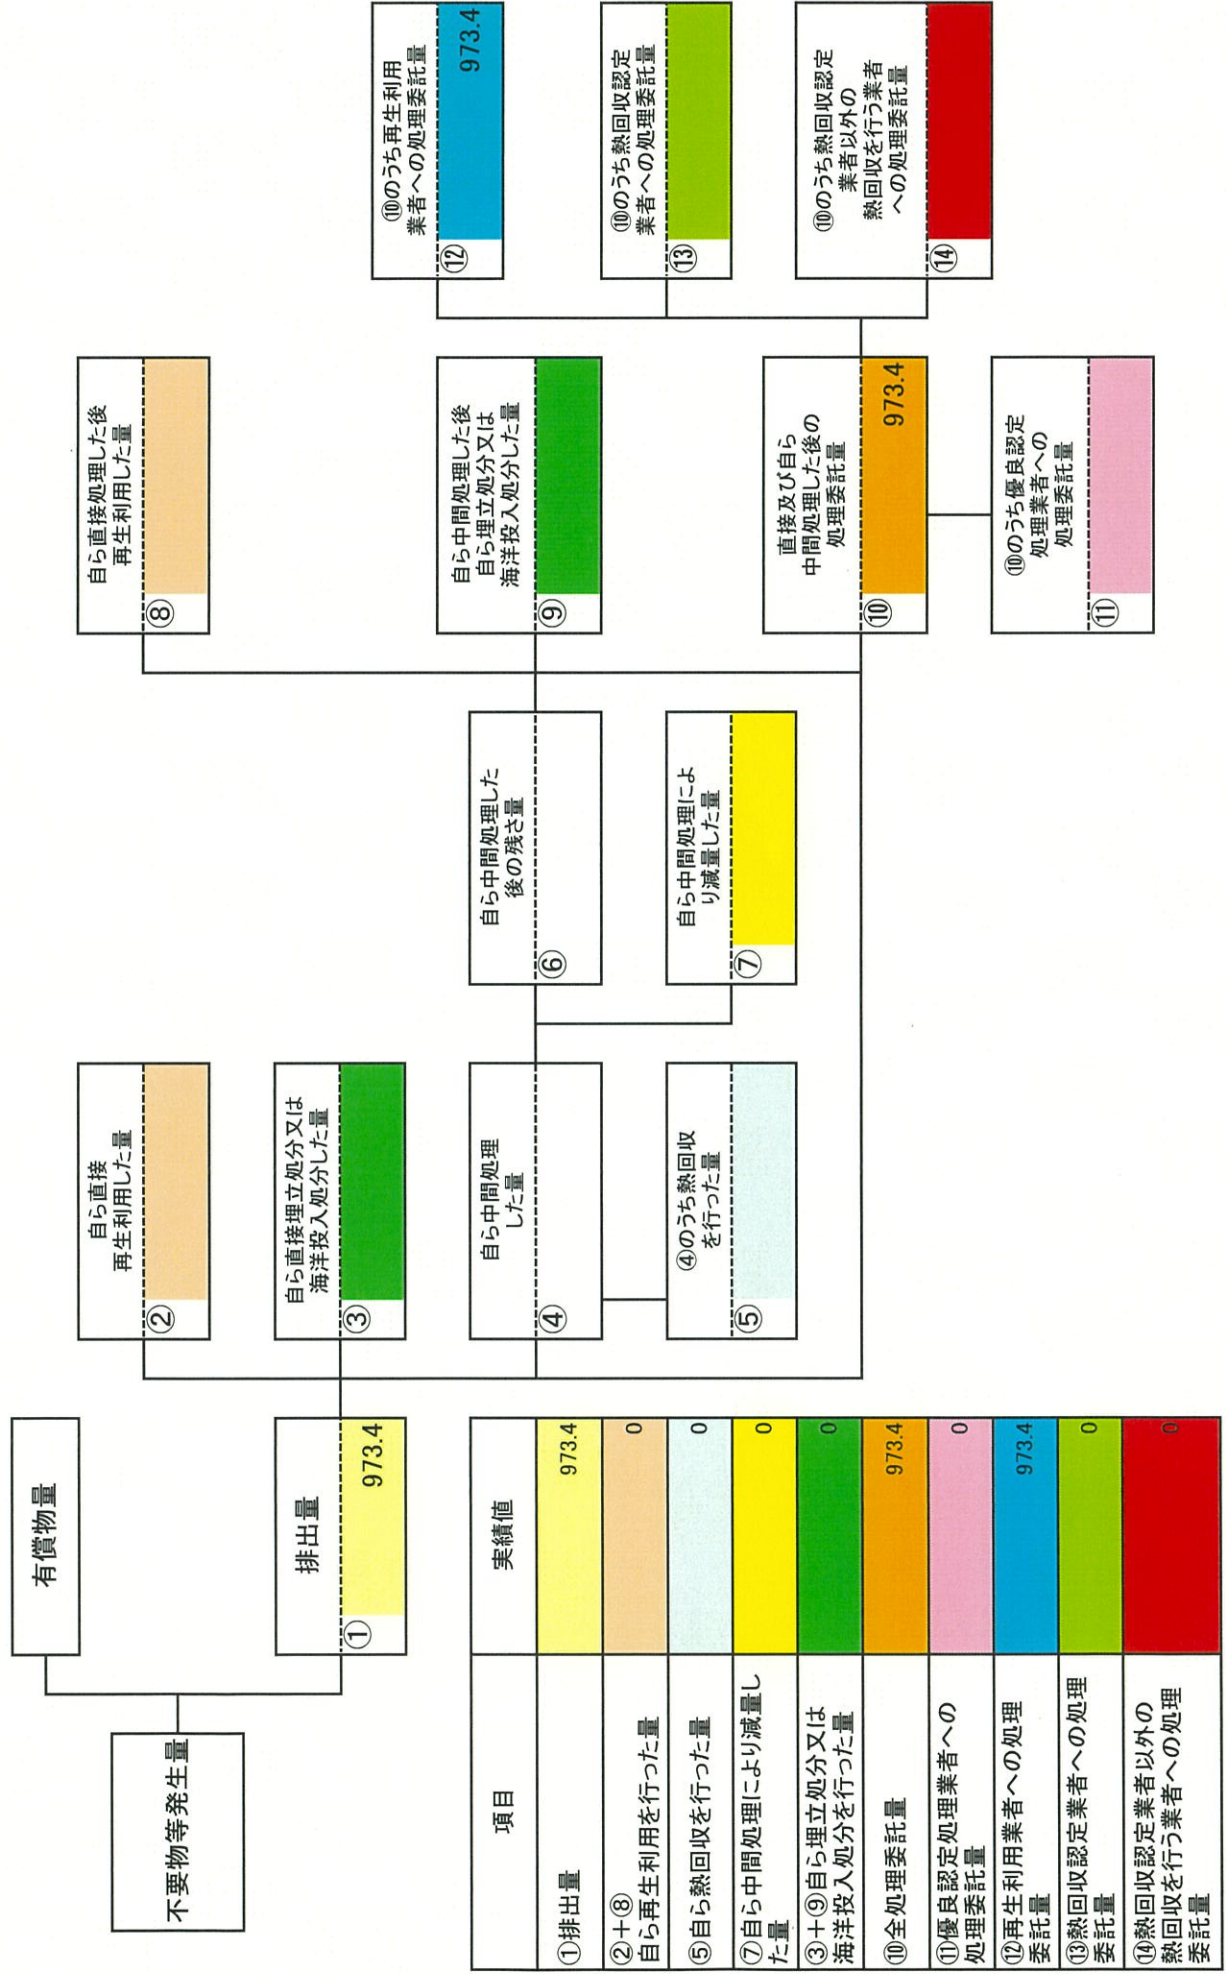 不要物等発生量
有償物量
排出量
①
973.4
自ら直接
再生利用した量
②
自ら直接埋立処分又は
海洋投入処分した量
③
自ら中間処理
した量
④
④のうち熱回収
を行った量
⑤
自ら中間処理した
後の残さ量
⑥
自ら中間処理によ
り減量した量
⑦
自ら直接処理した後
再生利用した量
⑧
自ら中間処理した後
自ら埋立処分又は
海洋投入処分した量
⑨
直接及び自ら
中間処理した後の
処理委託量
⑩
973.4
⑩のうち優良認定
処理業者への
処理委託量
⑪
⑩のうち再生利用
業者への処理委託量
⑫
973.4
⑩のうち熱回収認定
業者への処理委託量
⑬
⑩のうち熱回収認定
業者以外の
熱回収を行う業者
への処理委託量
⑭
項目
実績値
①排出量
973.4
②+⑧
自ら再生利用を行った量
0
⑤自ら熱回収を行った量
0
⑦自ら中間処理により減量し
た量
0
③+⑨自ら埋立処分又は
海洋投入処分を行った量
0
⑩全処理委託量
973.4
⑪優良認定処理業者への
処理委託量
0
⑫再生利用業者への処理
委託量
973.4
⑬熱回収認定業者への処理
委託量
0
⑭熱回収認定業者以外の
熱回収を行う業者への処理
委託量
0